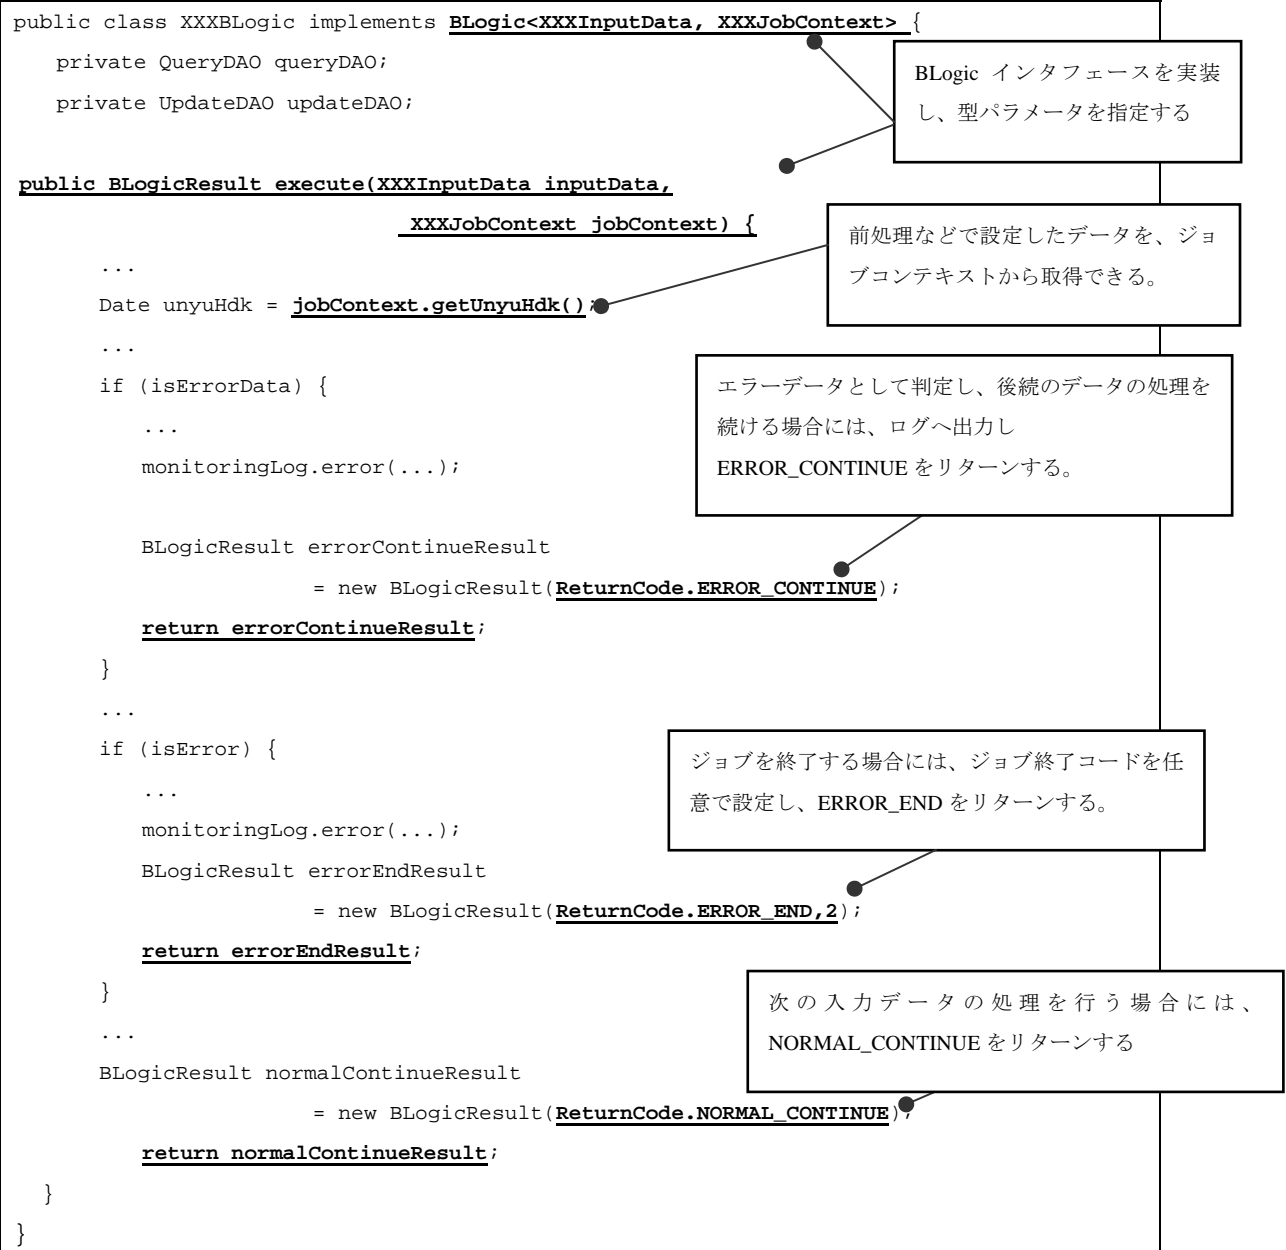 public class XXXBLogic implements BLogic<XXXInputData, XXXJobContext> {
private QueryDAO queryDAO;
private UpdateDAO updateDAO;
BLogic インタフェースを実装
し、型パラメータを指定する
public BLogicResult execute(XXXInputData inputData,
XXXJobContext jobContext) {
前処理などで設定したデータを、ジョ
ブコンテキストから取得できる。
...
Date unyuHdk = jobContext.getUnyuHdk();
...
if (isErrorData) {
エラーデータとして判定し、後続のデータの処理を
続ける場合には、ログへ出力し
ERROR_CONTINUE をリターンする。
...
monitoringLog.error(...);
BLogicResult errorContinueResult
= new BLogicResult(ReturnCode.ERROR_CONTINUE);
return errorContinueResult;
}
...
if (isError) {
ジョブを終了する場合には、ジョブ終了コードを任
意で設定し、ERROR_END をリターンする。
...
monitoringLog.error(...);
BLogicResult errorEndResult
= new BLogicResult(ReturnCode.ERROR_END,2);
return errorEndResult;
}
次の入力データの処理を行う場合には、
NORMAL_CONTINUE をリターンする
...
BLogicResult normalContinueResult
= new BLogicResult(ReturnCode.NORMAL_CONTINUE);
return normalContinueResult;
}
}